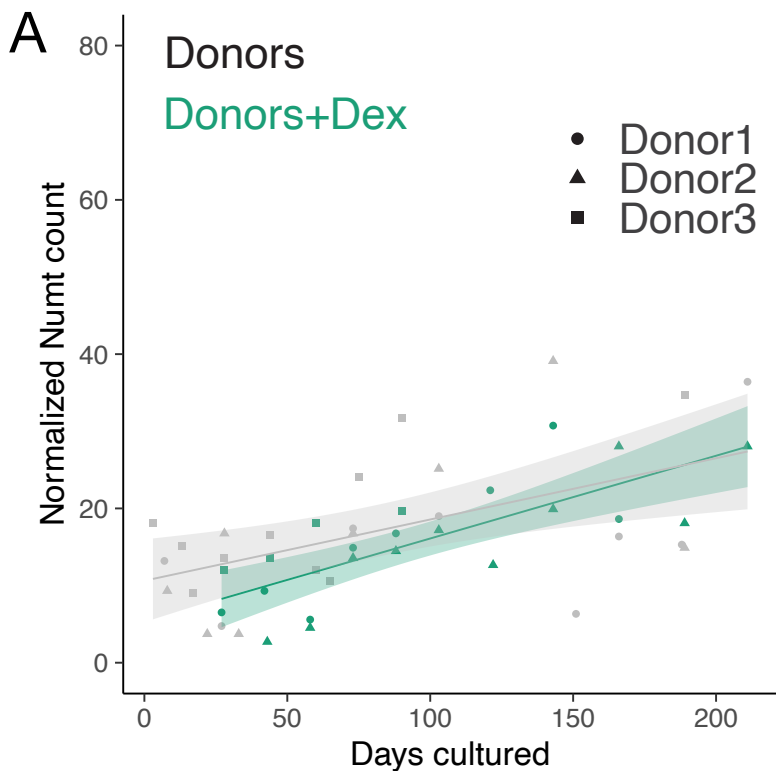 A
Donors
Donors+Dex
Donor1
Donor2
Donor3
80
60
40
20
0
Normalized Numt count
0 50 100 150 200
Days cultured